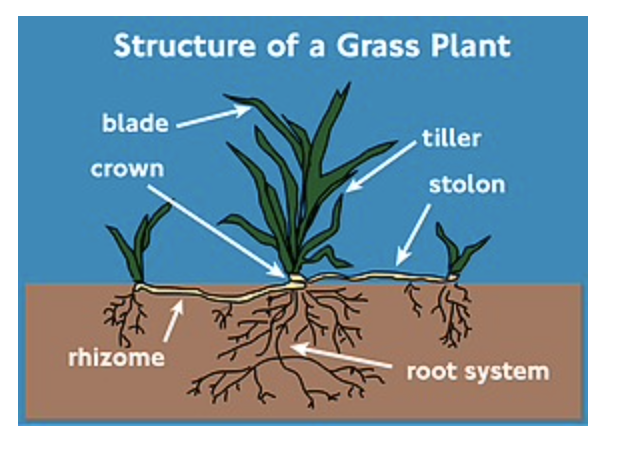 Structure of a Grass Plant
blade
tiller
crown
stolon
rhizome
root system